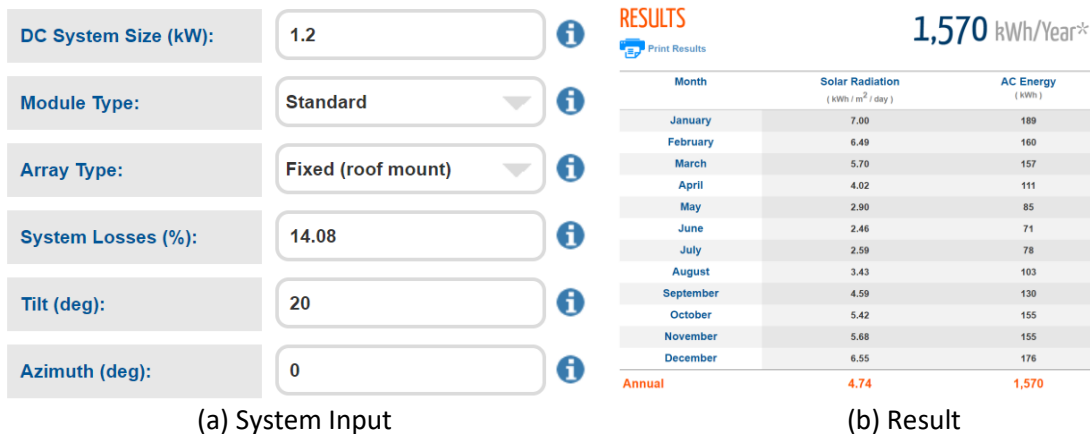 DC System Size (kW): 1.2
Module Type: Standard
Array Type: Fixed (roof mount)
System Losses (%): 14.08
Tilt (deg): 20
Azimuth (deg): 0
(a) System Input
RESULTS 1,570 kWh/Year*
Print Results
Month Solar Radiation AC Energy
( kWh / m2 / day ) ( kWh )
January 7.00 189
February 6.49 160
March 5.70 157
April 4.02 111
May 2.90 85
June 2.46 71
July 2.59 78
August 3.43 103
September 4.59 130
October 5.42 155
November 5.68 155
December 6.55 176
Annual 4.74 1,570
(b) Result